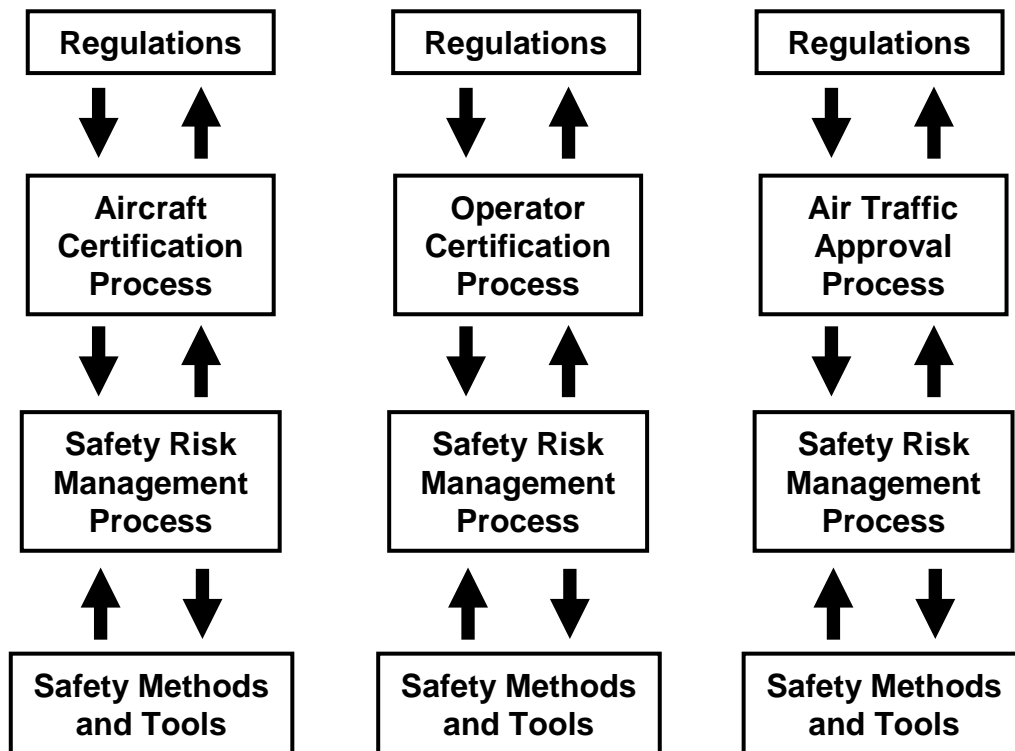 Regulations
Regulations
Regulations
Aircraft
Certification
Process
Operator
Certification
Process
Air Traffic
Approval
Process
Safety Risk
Management
Process
Safety Risk
Management
Process
Safety Risk
Management
Process
Safety Methods
and Tools
Safety Methods
and Tools
Safety Methods
and Tools